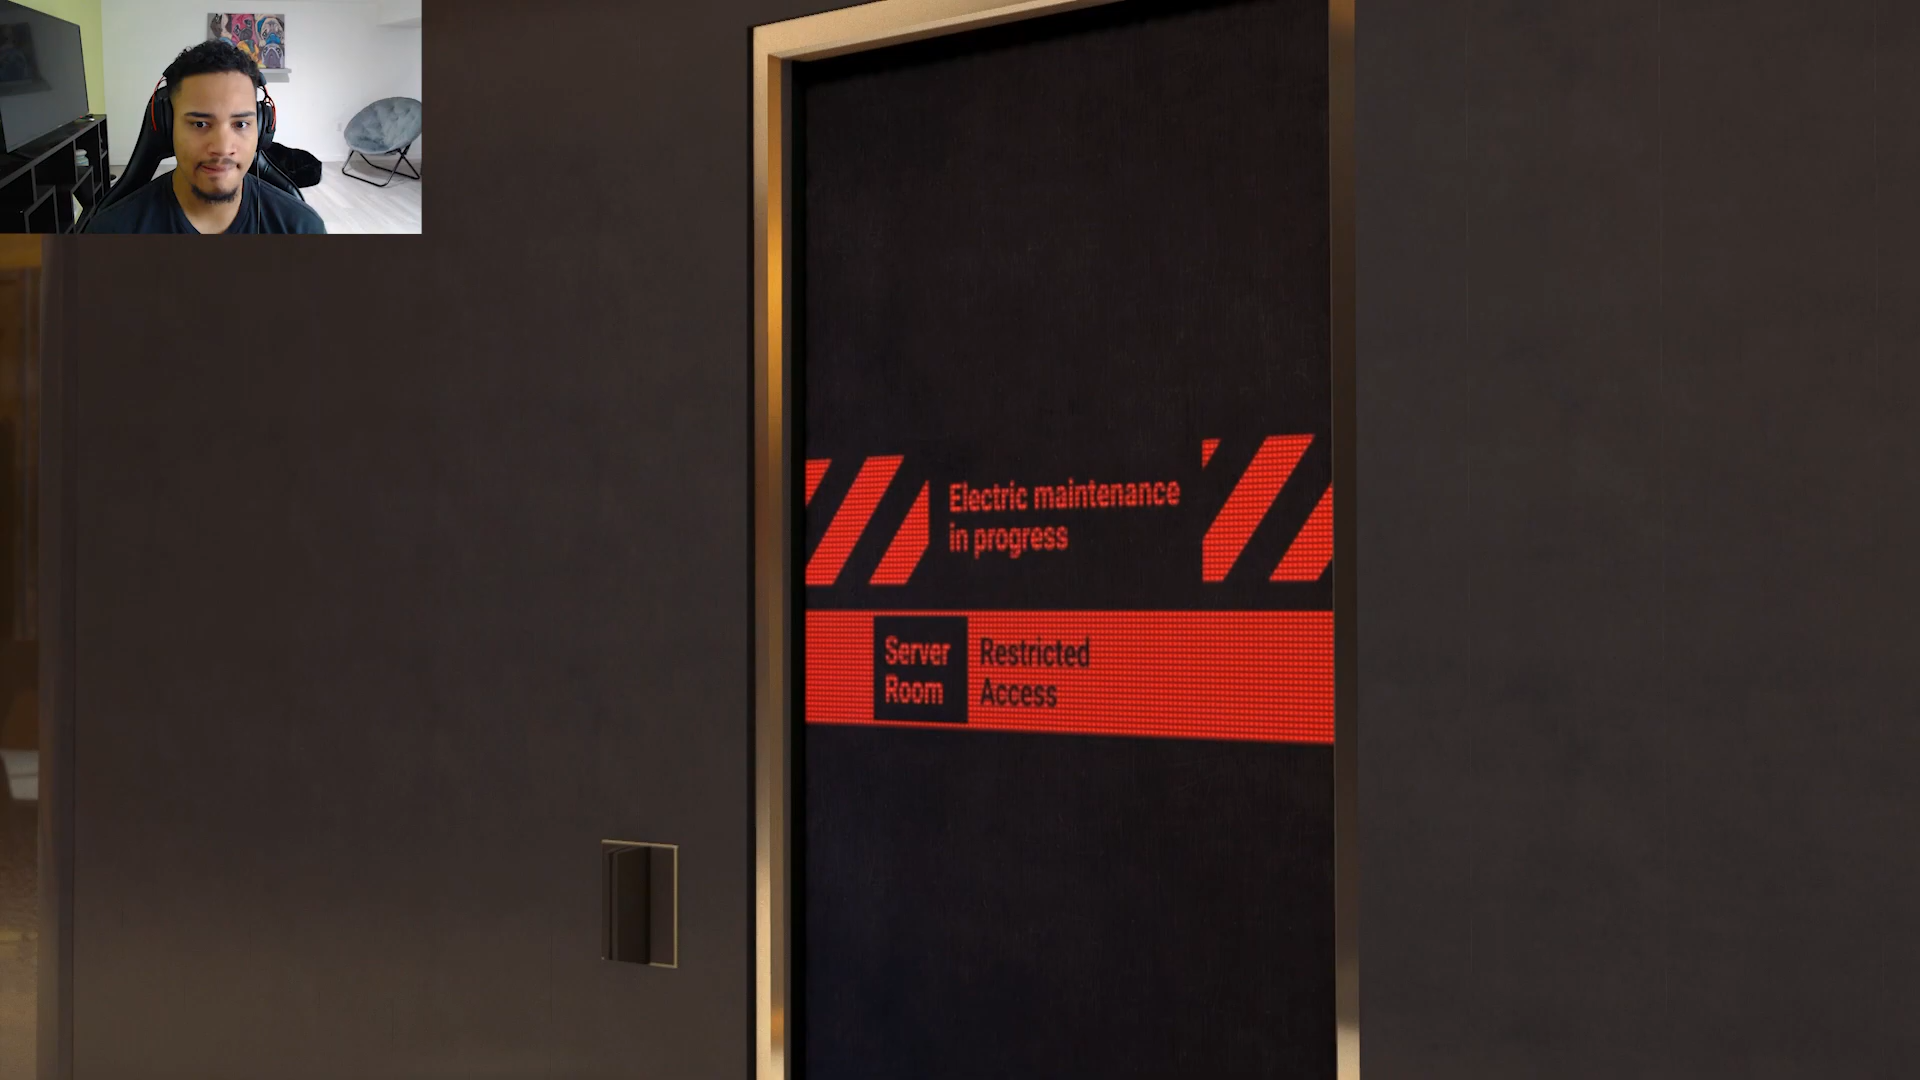 Electric maintenance
in progress
Server
Room
Restricted
Access